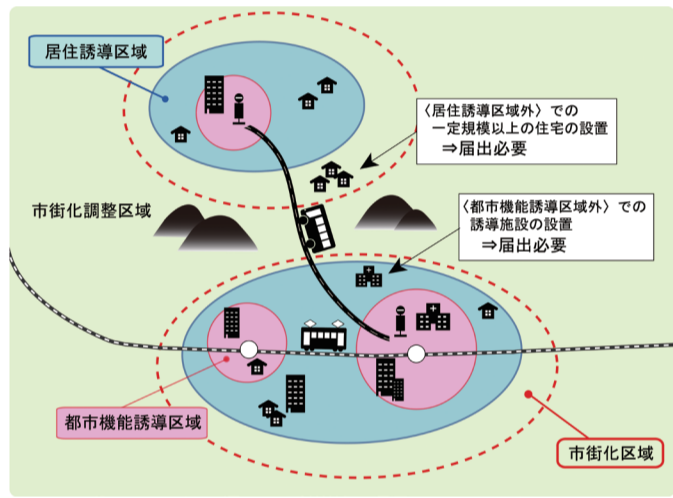 居住誘導区域
〈居住誘導区域外〉での
一定規模以上の住宅の設置
⇒届出必要
市街化調整区域
〈都市機能誘導区域外〉での
誘導施設の設置
⇒届出必要
都市機能誘導区域
市街化区域